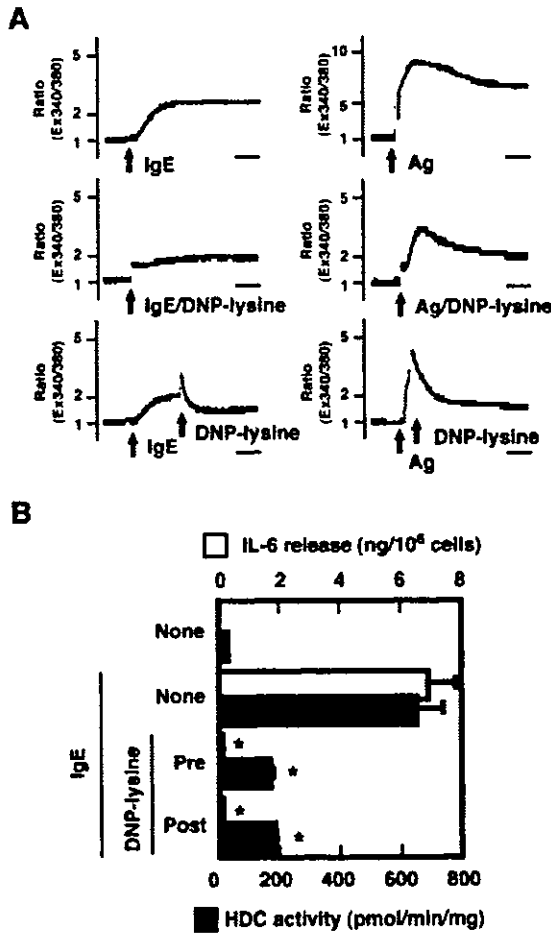 A
Ratio (Ex340/380)
5
2
1
IgE
Ratio (Ex340/380)
10
5
1
Ag
Ratio (Ex340/380)
5
2
1
IgE/DNP-lysine
Ratio (Ex340/380)
5
2
1
Ag/DNP-lysine
Ratio (Ex340/380)
5
2
1
IgE
DNP-lysine
Ratio (Ex340/380)
5
2
1
Ag
DNP-lysine
B
IL-6 release (ng/10⁶ cells)
0 2 4 6 8
None
None
IgE
DNP-lysine
Pre
* *
Post
* *
0 200 400 600 800
HDC activity (pmol/min/mg)